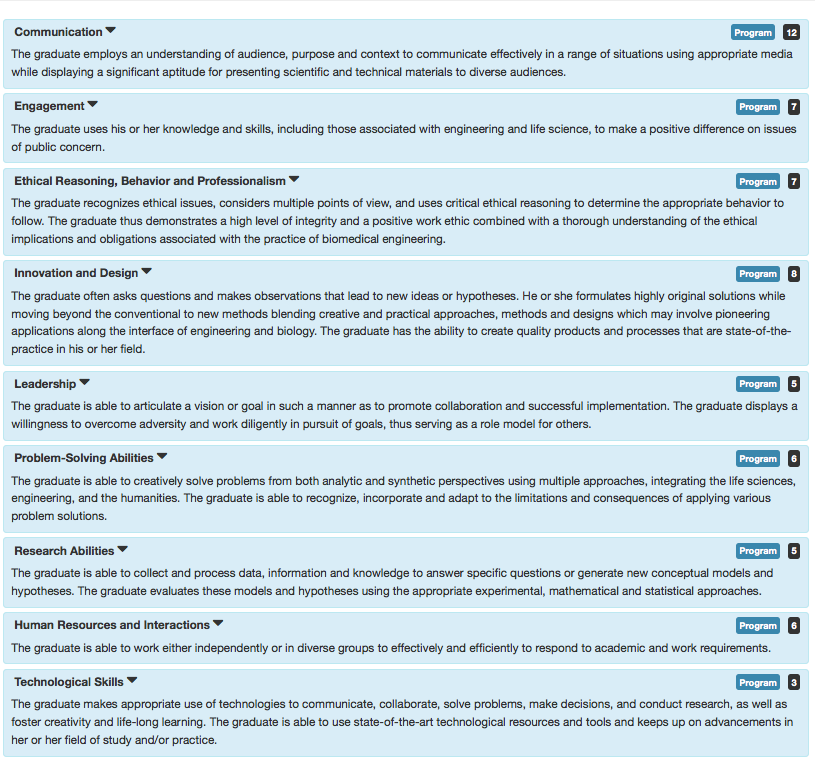 Communication Program 12
The graduate employs an understanding of audience, purpose and context to communicate effectively in a range of situations using appropriate media
while displaying a significant aptitude for presenting scientific and technical materials to diverse audiences.
Engagement Program 7
The graduate uses his or her knowledge and skills, including those associated with engineering and life science, to make a positive difference on issues
of public concern.
Ethical Reasoning, Behavior and Professionalism Program 7
The graduate recognizes ethical issues, considers multiple points of view, and uses critical ethical reasoning to determine the appropriate behavior to
follow. The graduate thus demonstrates a high level of integrity and a positive work ethic combined with a thorough understanding of the ethical
implications and obligations associated with the practice of biomedical engineering.
Innovation and Design Program 8
The graduate often asks questions and makes observations that lead to new ideas or hypotheses. He or she formulates highly original solutions while
moving beyond the conventional to new methods blending creative and practical approaches, methods and designs which may involve pioneering
applications along the interface of engineering and biology. The graduate has the ability to create quality products and processes that are state-of-the-
practice in his or her field.
Leadership Program 5
The graduate is able to articulate a vision or goal in such a manner as to promote collaboration and successful implementation. The graduate displays a
willingness to overcome adversity and work diligently in pursuit of goals, thus serving as a role model for others.
Problem-Solving Abilities Program 6
The graduate is able to creatively solve problems from both analytic and synthetic perspectives using multiple approaches, integrating the life sciences,
engineering, and the humanities. The graduate is able to recognize, incorporate and adapt to the limitations and consequences of applying various
problem solutions.
Research Abilities Program 5
The graduate is able to collect and process data, information and knowledge to answer specific questions or generate new conceptual models and
hypotheses. The graduate evaluates these models and hypotheses using the appropriate experimental, mathematical and statistical approaches.
Human Resources and Interactions Program 6
The graduate is able to work either independently or in diverse groups to effectively and efficiently to respond to academic and work requirements.
Technological Skills Program 3
The graduate makes appropriate use of technologies to communicate, collaborate, solve problems, make decisions, and conduct research, as well as
foster creativity and life-long learning. The graduate is able to use state-of-the-art technological resources and tools and keeps up on advancements in
her or her field of study and/or practice.